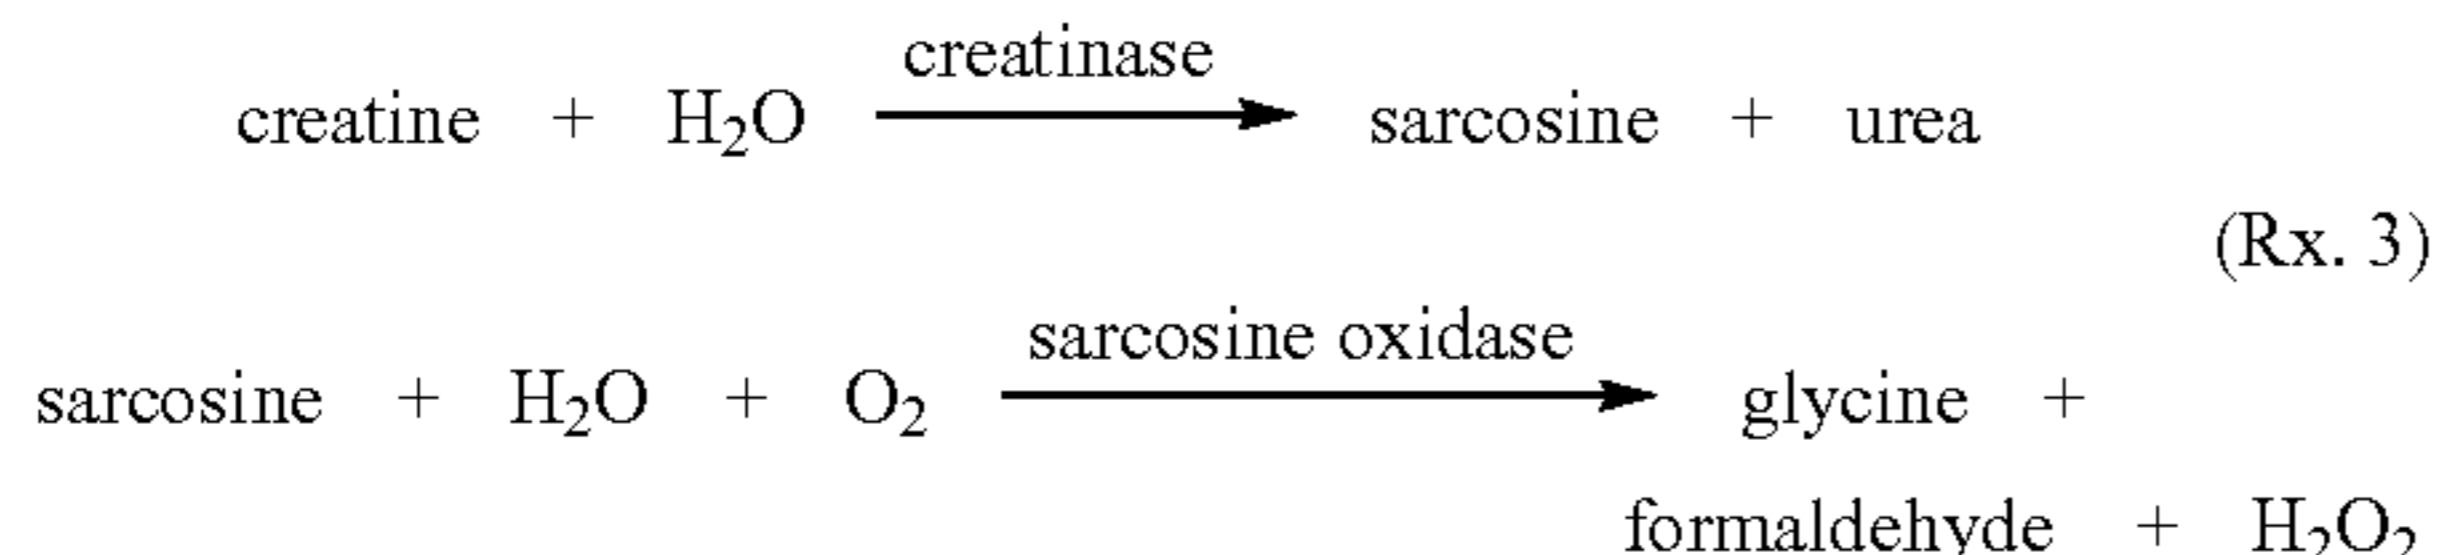 creatinase
creatine + H₂O ⟶ sarcosine + urea
(Rx. 3)
sarcosine oxidase
sarcosine + H₂O + O₂ ⟶ glycine +
formaldehyde + H₂O₂